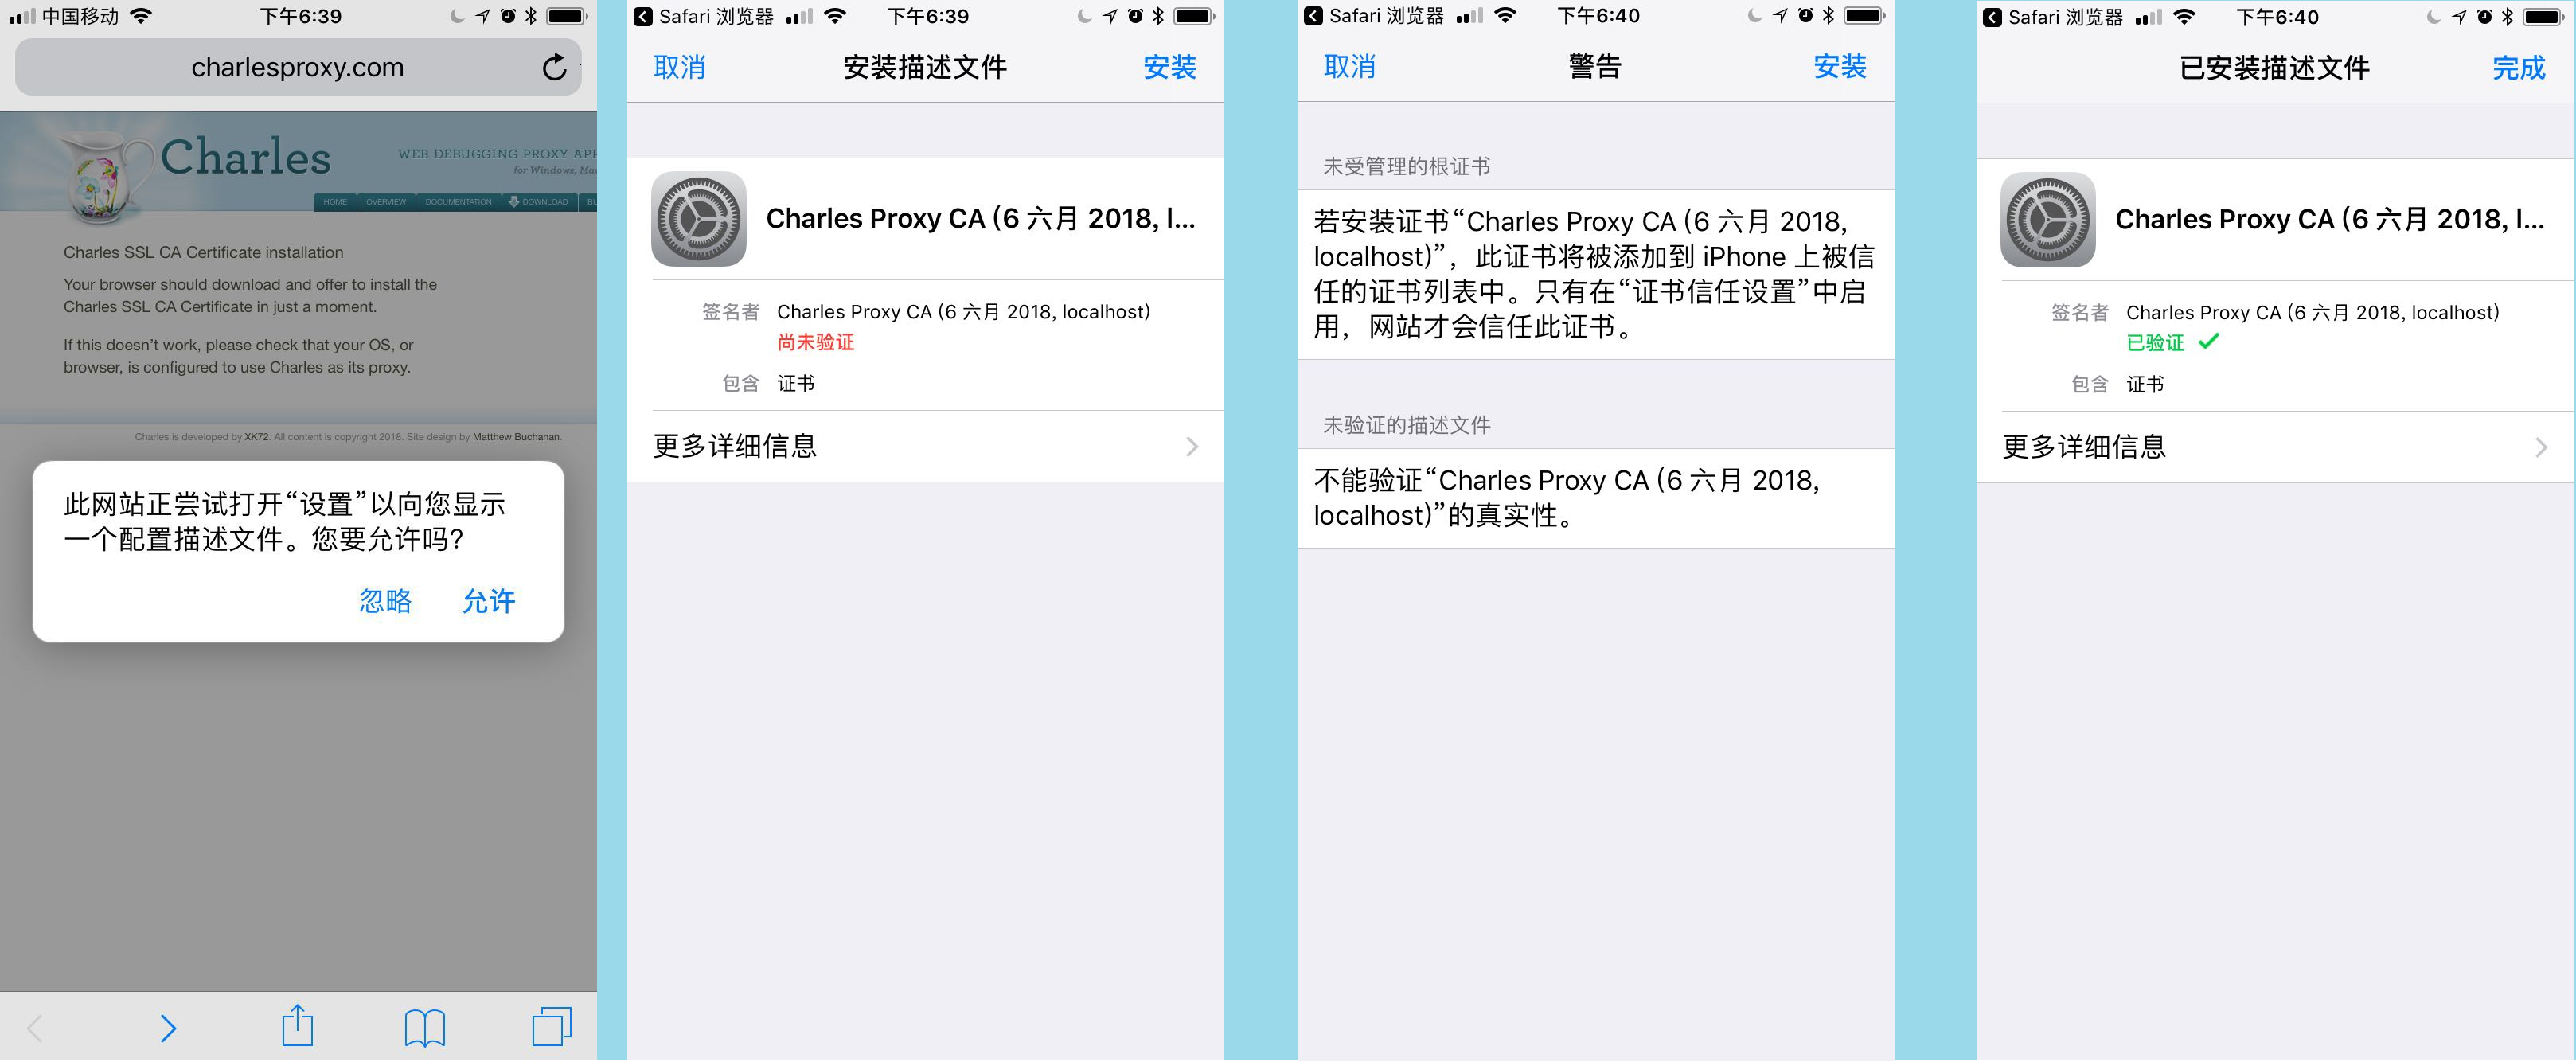 中国移动
下午6:39
charlesproxy.com
Charles
WEB DEBUGGING PROXY APP
for Windows, Mac
HOME
OVERVIEW
DOCUMENTATION
DOWNLOAD
BU
Charles SSL CA Certificate installation
Your browser should download and offer to install the
Charles SSL CA Certificate in just a moment.
If this doesn't work, please check that your OS, or
browser, is configured to use Charles as its proxy.
Charles is developed by XK72. All content is copyright 2018. Site design by Matthew Buchanan.
此网站正尝试打开“设置”以向您显示
一个配置描述文件。您要允许吗?
忽略
允许
Safari 浏览器
下午6:39
取消
安装描述文件
安装
Charles Proxy CA (6 六月 2018, l...
签名者
Charles Proxy CA (6 六月 2018, localhost)
尚未验证
包含
证书
更多详细信息
Safari 浏览器
下午6:40
取消
警告
安装
未受管理的根证书
若安装证书“Charles Proxy CA (6 六月 2018,
localhost)”，此证书将被添加到 iPhone 上被信
任的证书列表中。只有在“证书信任设置”中启
用，网站才会信任此证书。
未验证的描述文件
不能验证“Charles Proxy CA (6 六月 2018,
localhost)”的真实性。
Safari 浏览器
下午6:40
已安装描述文件
完成
Charles Proxy CA (6 六月 2018, l...
签名者
Charles Proxy CA (6 六月 2018, localhost)
已验证
包含
证书
更多详细信息